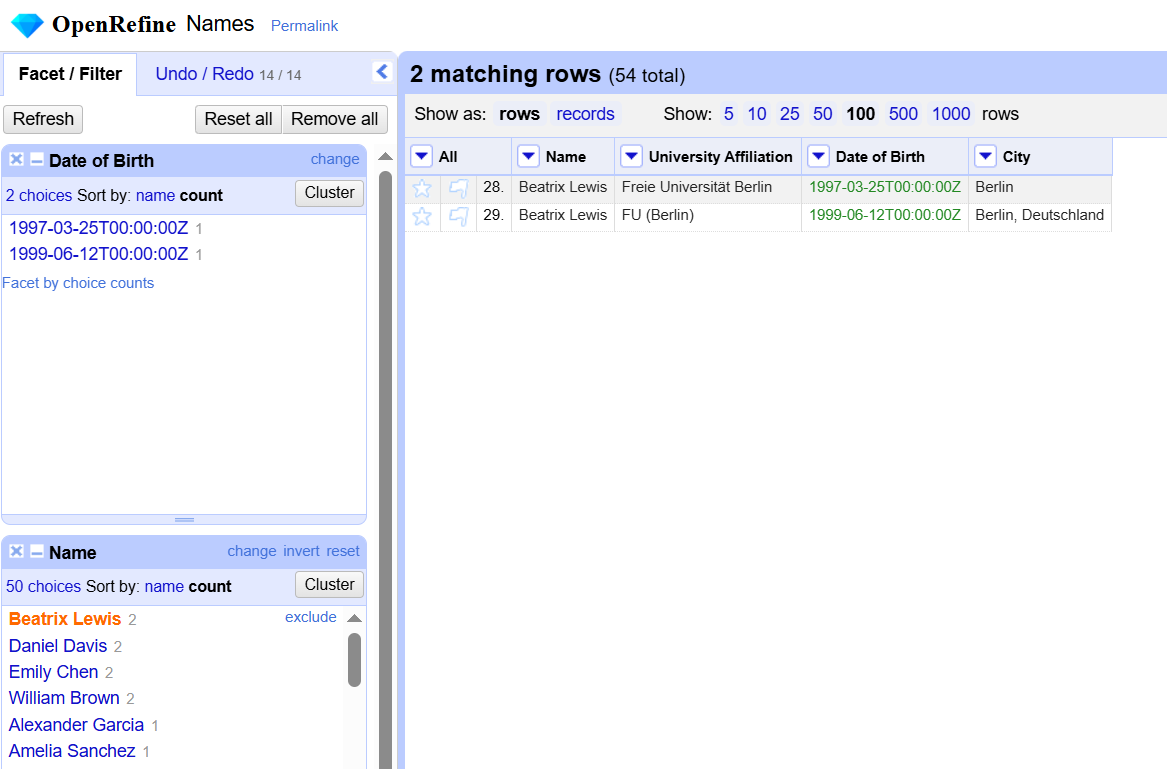 OpenRefine Names Permalink
Facet / Filter Undo / Redo 14 / 14
Refresh Reset all Remove all
Date of Birth change
2 choices Sort by: name count Cluster
1997-03-25T00:00:00Z 1
1999-06-12T00:00:00Z 1
Facet by choice counts
Name change invert reset
50 choices Sort by: name count Cluster
Beatrix Lewis 2 exclude
Daniel Davis 2
Emily Chen 2
William Brown 2
Alexander Garcia 1
Amelia Sanchez 1
2 matching rows (54 total)
Show as: rows records Show: 5 10 25 50 100 500 1000 rows
All Name University Affiliation Date of Birth City
28. Beatrix Lewis Freie Universität Berlin 1997-03-25T00:00:00Z Berlin
29. Beatrix Lewis FU (Berlin) 1999-06-12T00:00:00Z Berlin, Deutschland